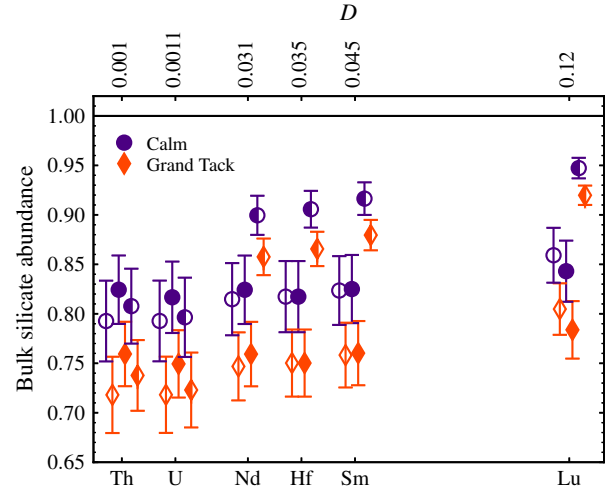 D
0.001 0.0011 0.031 0.035 0.045 0.12
1.00
Calm
Grand Tack
0.95
0.90
0.85
0.80
0.75
0.70
0.65
Bulk silicate abundance
Th U Nd Hf Sm Lu